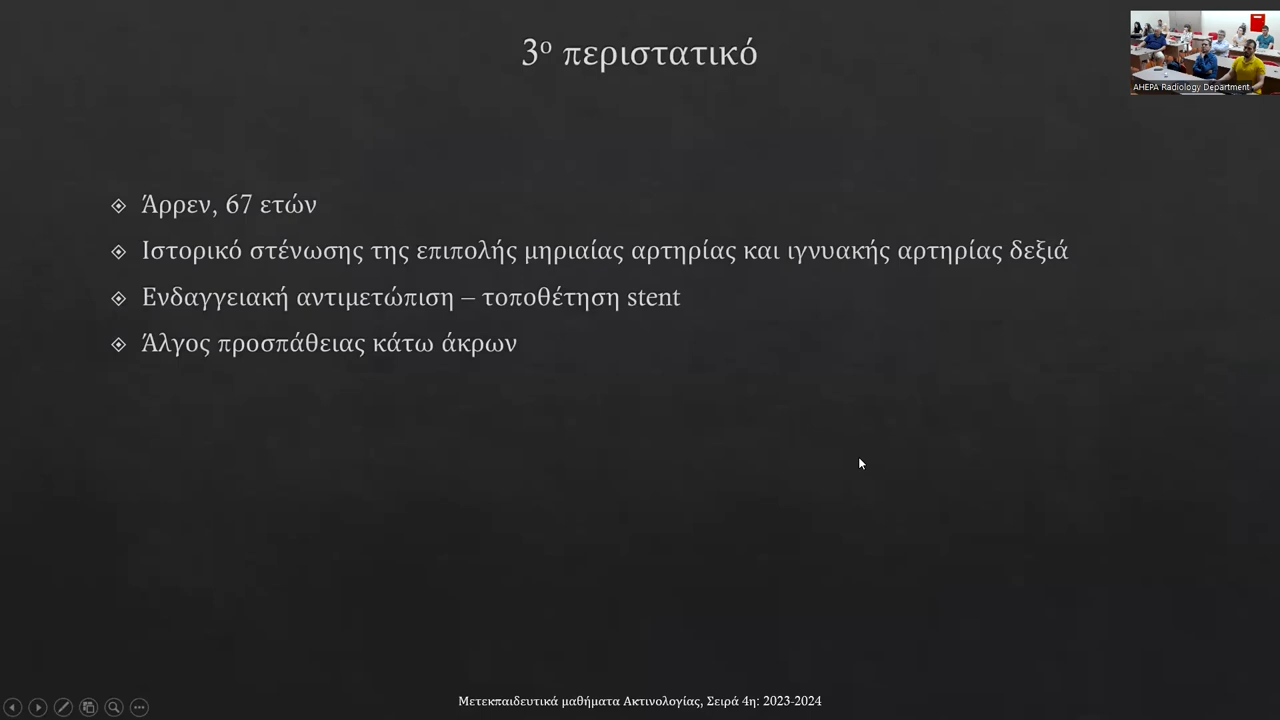 3ο περιστατικό
AHEPA Radiology Department
Άρρεν, 67 ετών
Ιστορικό στένωσης της επιπολής μηριαίας αρτηρίας και ιγνυακής αρτηρίας δεξιά
Ενδαγγειακή αντιμετώπιση – τοποθέτηση stent
Άλγος προσπάθειας κάτω άκρων
Μετεκπαιδευτικά μαθήματα Ακτινολογίας, Σειρά 4η: 2023-2024